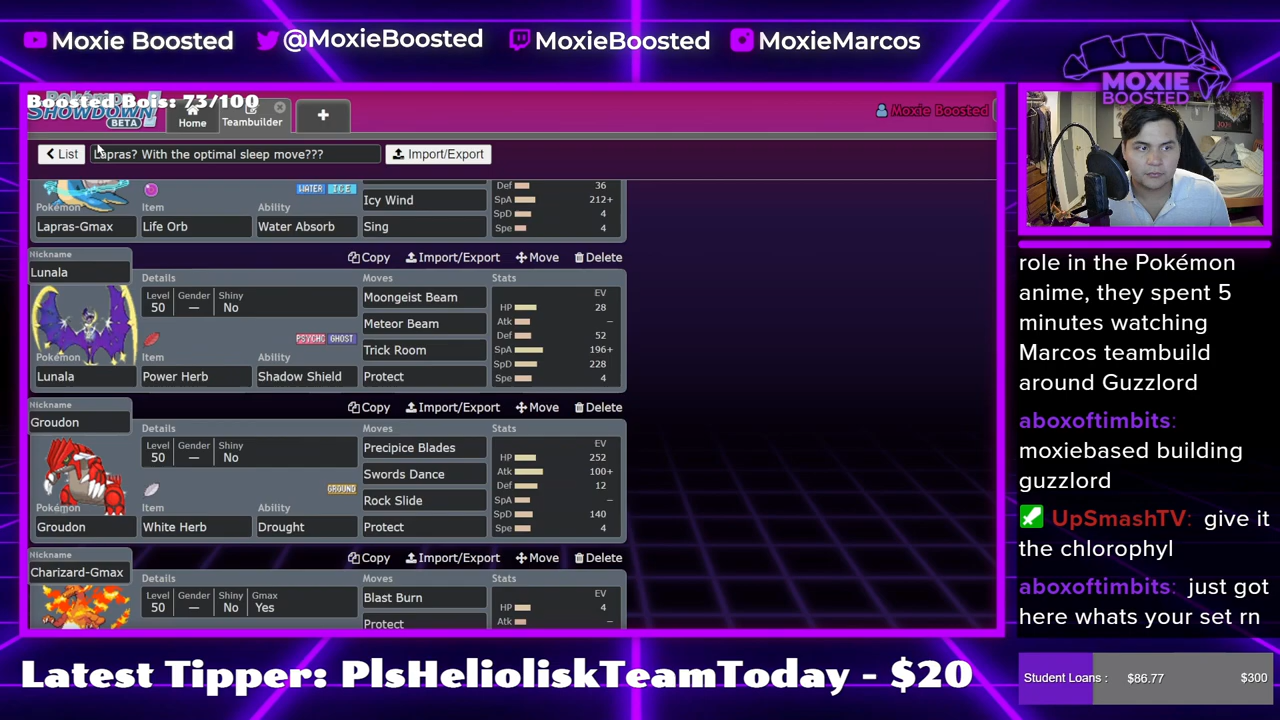 Moxie Boosted @MoxieBoosted MoxieBoosted MoxieMarcos
MOXIE
BOOSTED
Boosted Bois: 73/100
SHOWDOWN
BETA
Home
Teambuilder
+
Moxie Boosted
List
Lapras? With the optimal sleep move???
Import/Export
WATER ICE
Icy Wind
Def 36
SpA 212+
Pokémon Item Ability
SpD 4
Lapras-Gmax Life Orb Water Absorb Sing
Spe 4
Copy Import/Export Move Delete
Nickname
Lunala
Details Moves Stats
Level Gender Shiny
50 — No
Moongeist Beam
EV
HP 28
Meteor Beam
Atk –
Def 52
PSYCHC GHOST
Trick Room
SpA 196+
Pokémon Item Ability
SpD 228
Lunala Power Herb Shadow Shield Protect
Spe 4
Copy Import/Export Move Delete
Nickname
Groudon
Details Moves Stats
Level Gender Shiny
50 — No
Precipice Blades
EV
HP 252
Swords Dance
Atk 100+
Def 12
GROUND
Rock Slide
SpA –
Pokémon Item Ability
SpD 140
Groudon White Herb Drought Protect
Spe 4
Copy Import/Export Move Delete
Nickname
Charizard-Gmax
Details Moves Stats
Level Gender Shiny Gmax
50 — No Yes
Blast Burn
EV
HP 4
Protect
Atk –
role in the Pokémon
anime, they spent 5
minutes watching
Marcos teambuild
around Guzzlord
aboxoftimbits: 
moxiebased building
guzzlord
UpSmashTV: give it
the chlorophyl
aboxoftimbits: just got
here whats your set rn
Latest Tipper: PlsHelioliskTeamToday - $20
Student Loans : $86.77 $300